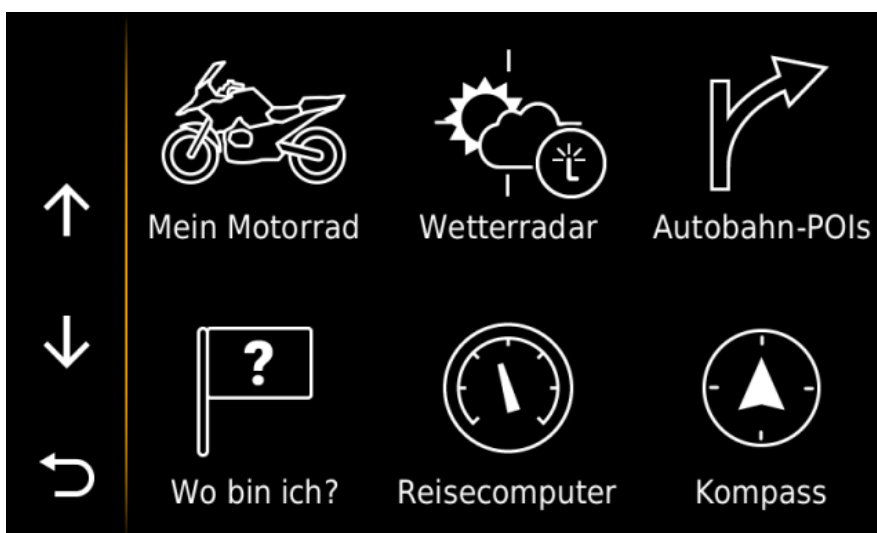 Mein Motorrad
Wetterradar
Autobahn-POIs
?
Wo bin ich?
Reisecomputer
Kompass